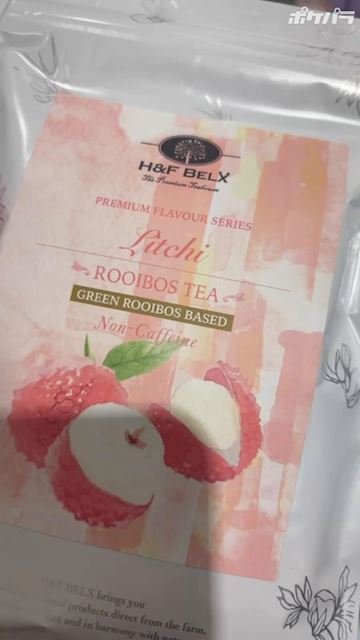 ポケパラ
H&F BELX
The Premium Teahouse
PREMIUM FLAVOUR SERIES
Litchi
ROOIBOS TEA
GREEN ROOIBOS BASED
Non-Caffeine
H&F BELX brings you
products direct from the farm,
and in harmony with